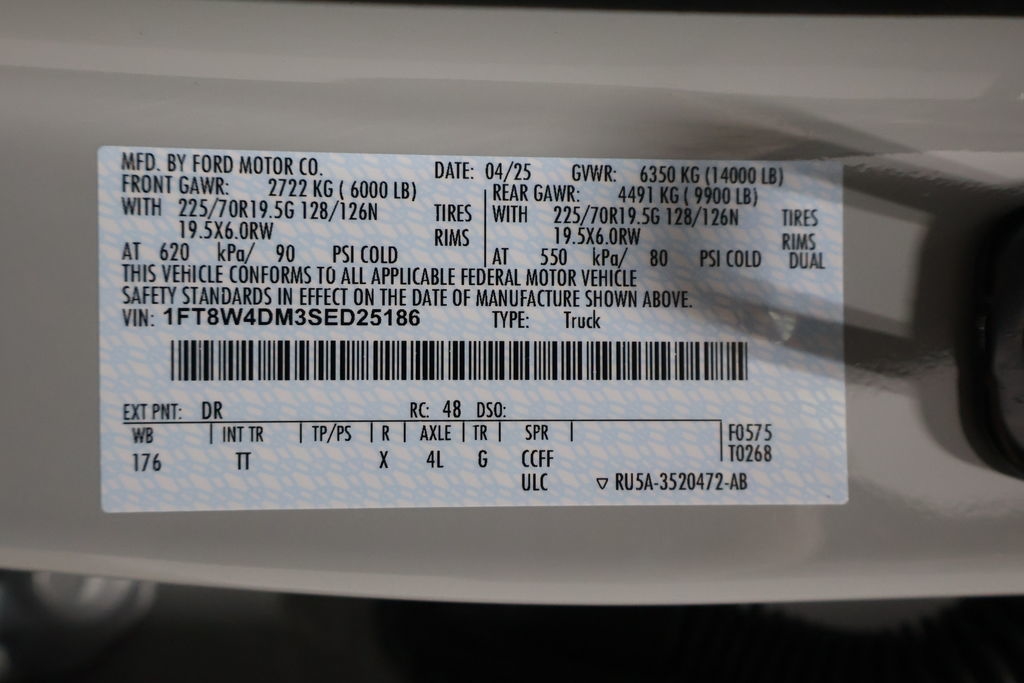 MFD. BY FORD MOTOR CO. DATE: 04/25 GVWR: 6350 KG (14000 LB)
FRONT GAWR: 2722 KG ( 6000 LB) REAR GAWR: 4491 KG ( 9900 LB)
WITH 225/70R19.5G 128/126N TIRES WITH 225/70R19.5G 128/126N TIRES
19.5X6.0RW RIMS 19.5X6.0RW RIMS
AT 620 kPa/ 90 PSI COLD AT 550 kPa/ 80 PSI COLD DUAL
THIS VEHICLE CONFORMS TO ALL APPLICABLE FEDERAL MOTOR VEHICLE
SAFETY STANDARDS IN EFFECT ON THE DATE OF MANUFACTURE SHOWN ABOVE.
VIN: 1FT8W4DM3SED25186 TYPE: Truck
EXT PNT: DR RC: 48 DSO:
WB | INT TR | TP/PS | R | AXLE | TR | SPR | F0575
176 TT X 4L G CCFF T0268
ULC ▽ RU5A-3520472-AB